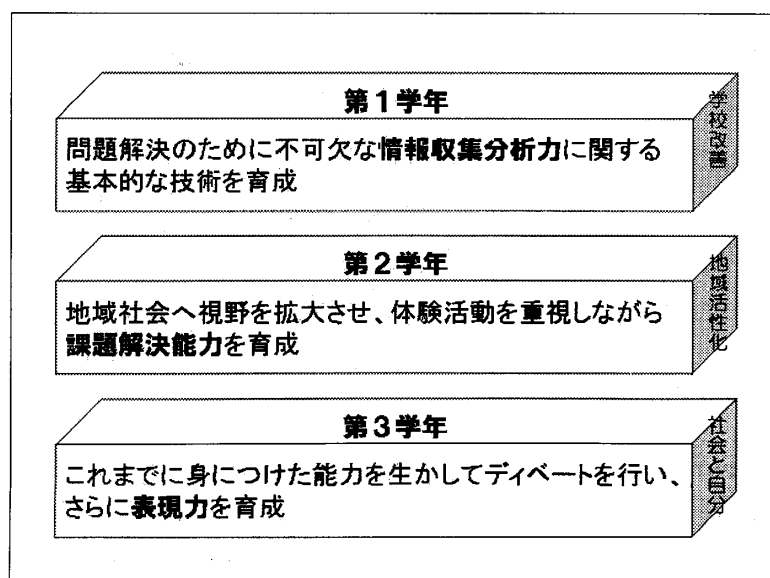 第1学年
学校改善
問題解決のために不可欠な情報収集分析力に関する
基本的な技術を育成
第2学年
地域活性化
地域社会へ視野を拡大させ、体験活動を重視しながら
課題解決能力を育成
第3学年
社会と自分
これまでに身につけた能力を生かしてディベートを行い、
さらに表現力を育成